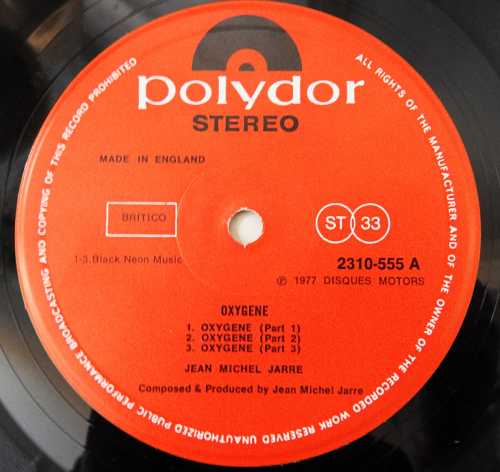 polydor
STEREO
MADE IN ENGLAND
BRITICO
ST 33
1-3.Black Neon Music
2310-555 A
℗ 1977 DISQUES MOTORS
OXYGENE
1. OXYGENE (Part 1)
2. OXYGENE (Part 2)
3. OXYGENE (Part 3)
JEAN MICHEL JARRE
Composed & Produced by Jean Michel Jarre
ALL RIGHTS OF THE MANUFACTURER AND OF THE OWNER OF THE RECORDED WORK RESERVED UNAUTHORIZED PUBLIC PERFORMANCE BROADCASTING AND COPYING OF THIS RECORD PROHIBITED